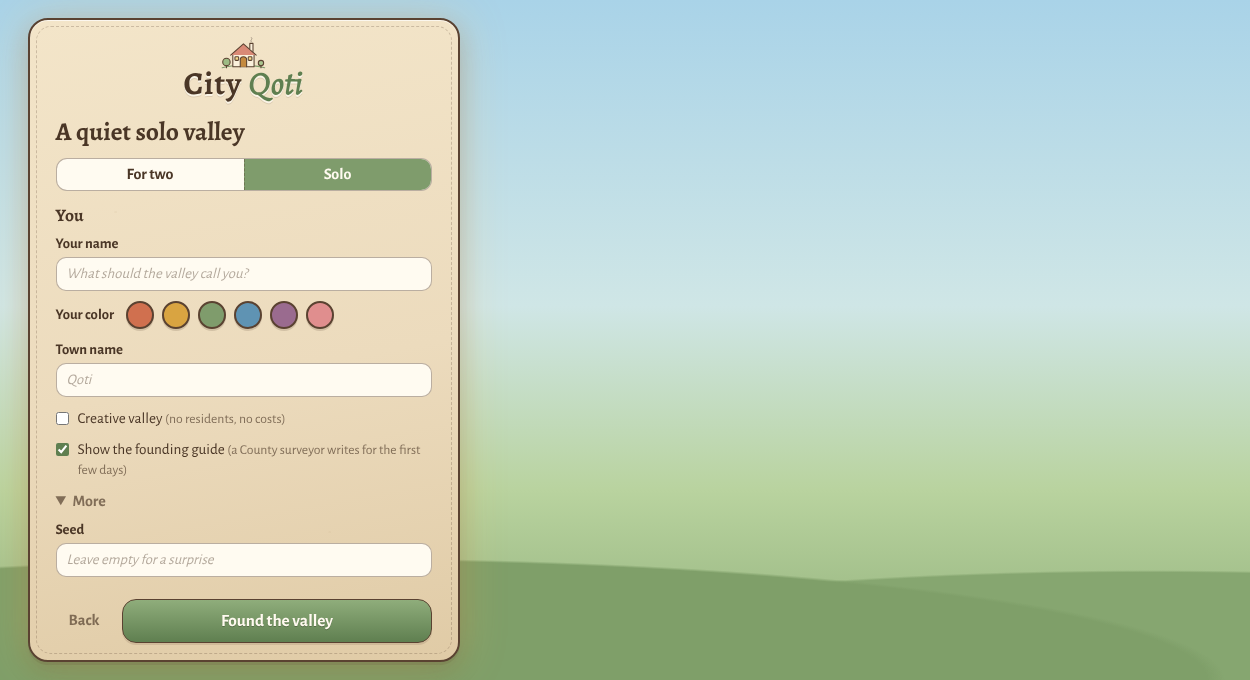 City Qoti
A quiet solo valley
For two
Solo
You
Your name
What should the valley call you?
Your color
Town name
Qoti
Creative valley (no residents, no costs)
Show the founding guide (a County surveyor writes for the first
few days)
▼ More
Seed
Leave empty for a surprise
Back
Found the valley